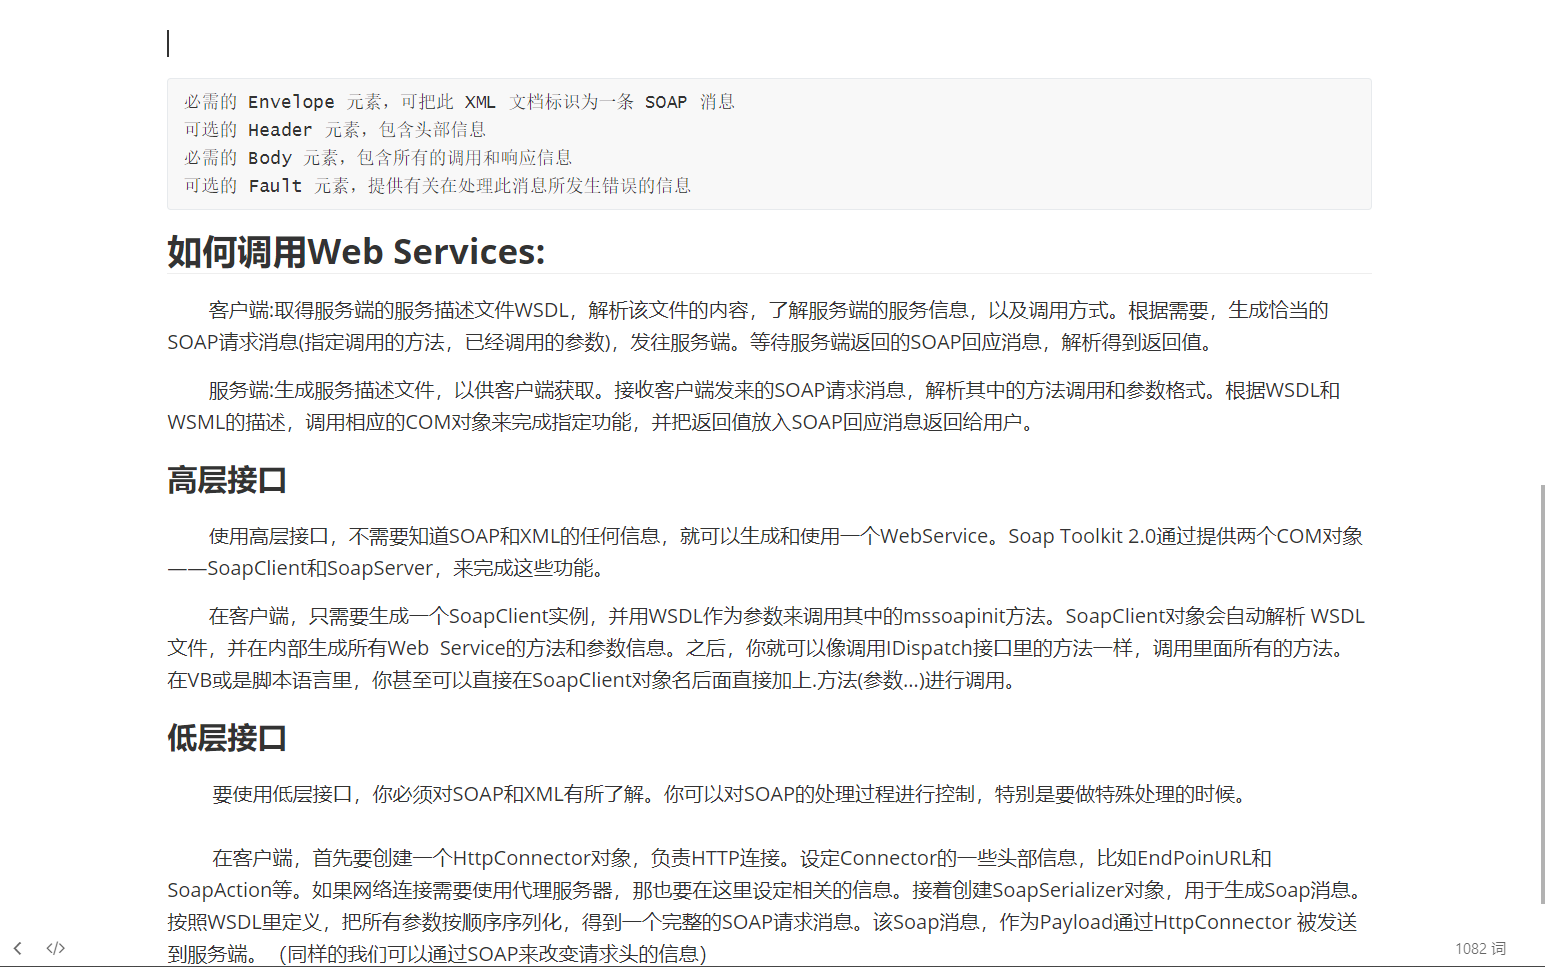 必需的 Envelope 元素，可把此 XML 文档标识为一条 SOAP 消息
可选的 Header 元素，包含头部信息
必需的 Body 元素，包含所有的调用和响应信息
可选的 Fault 元素，提供有关在处理此消息所发生错误的信息
如何调用Web Services:
客户端:取得服务端的服务描述文件WSDL，解析该文件的内容，了解服务端的服务信息，以及调用方式。根据需要，生成恰当的
SOAP请求消息(指定调用的方法，已经调用的参数)，发往服务端。等待服务端返回的SOAP回应消息，解析得到返回值。
服务端:生成服务描述文件，以供客户端获取。接收客户端发来的SOAP请求消息，解析其中的方法调用和参数格式。根据WSDL和
WSML的描述，调用相应的COM对象来完成指定功能，并把返回值放入SOAP回应消息返回给用户。
高层接口
使用高层接口，不需要知道SOAP和XML的任何信息，就可以生成和使用一个WebService。Soap Toolkit 2.0通过提供两个COM对象
——SoapClient和SoapServer，来完成这些功能。
在客户端，只需要生成一个SoapClient实例，并用WSDL作为参数来调用其中的mssoapinit方法。SoapClient对象会自动解析 WSDL
文件，并在内部生成所有Web  Service的方法和参数信息。之后，你就可以像调用IDispatch接口里的方法一样，调用里面所有的方法。
在VB或是脚本语言里，你甚至可以直接在SoapClient对象名后面直接加上.方法(参数...)进行调用。
低层接口
要使用低层接口，你必须对SOAP和XML有所了解。你可以对SOAP的处理过程进行控制，特别是要做特殊处理的时候。
在客户端，首先要创建一个HttpConnector对象，负责HTTP连接。设定Connector的一些头部信息，比如EndPoinURL和
SoapAction等。如果网络连接需要使用代理服务器，那也要在这里设定相关的信息。接着创建SoapSerializer对象，用于生成Soap消息。
按照WSDL里定义，把所有参数按顺序序列化，得到一个完整的SOAP请求消息。该Soap消息，作为Payload通过HttpConnector 被发送
到服务端。（同样的我们可以通过SOAP来改变请求头的信息）
1082 词